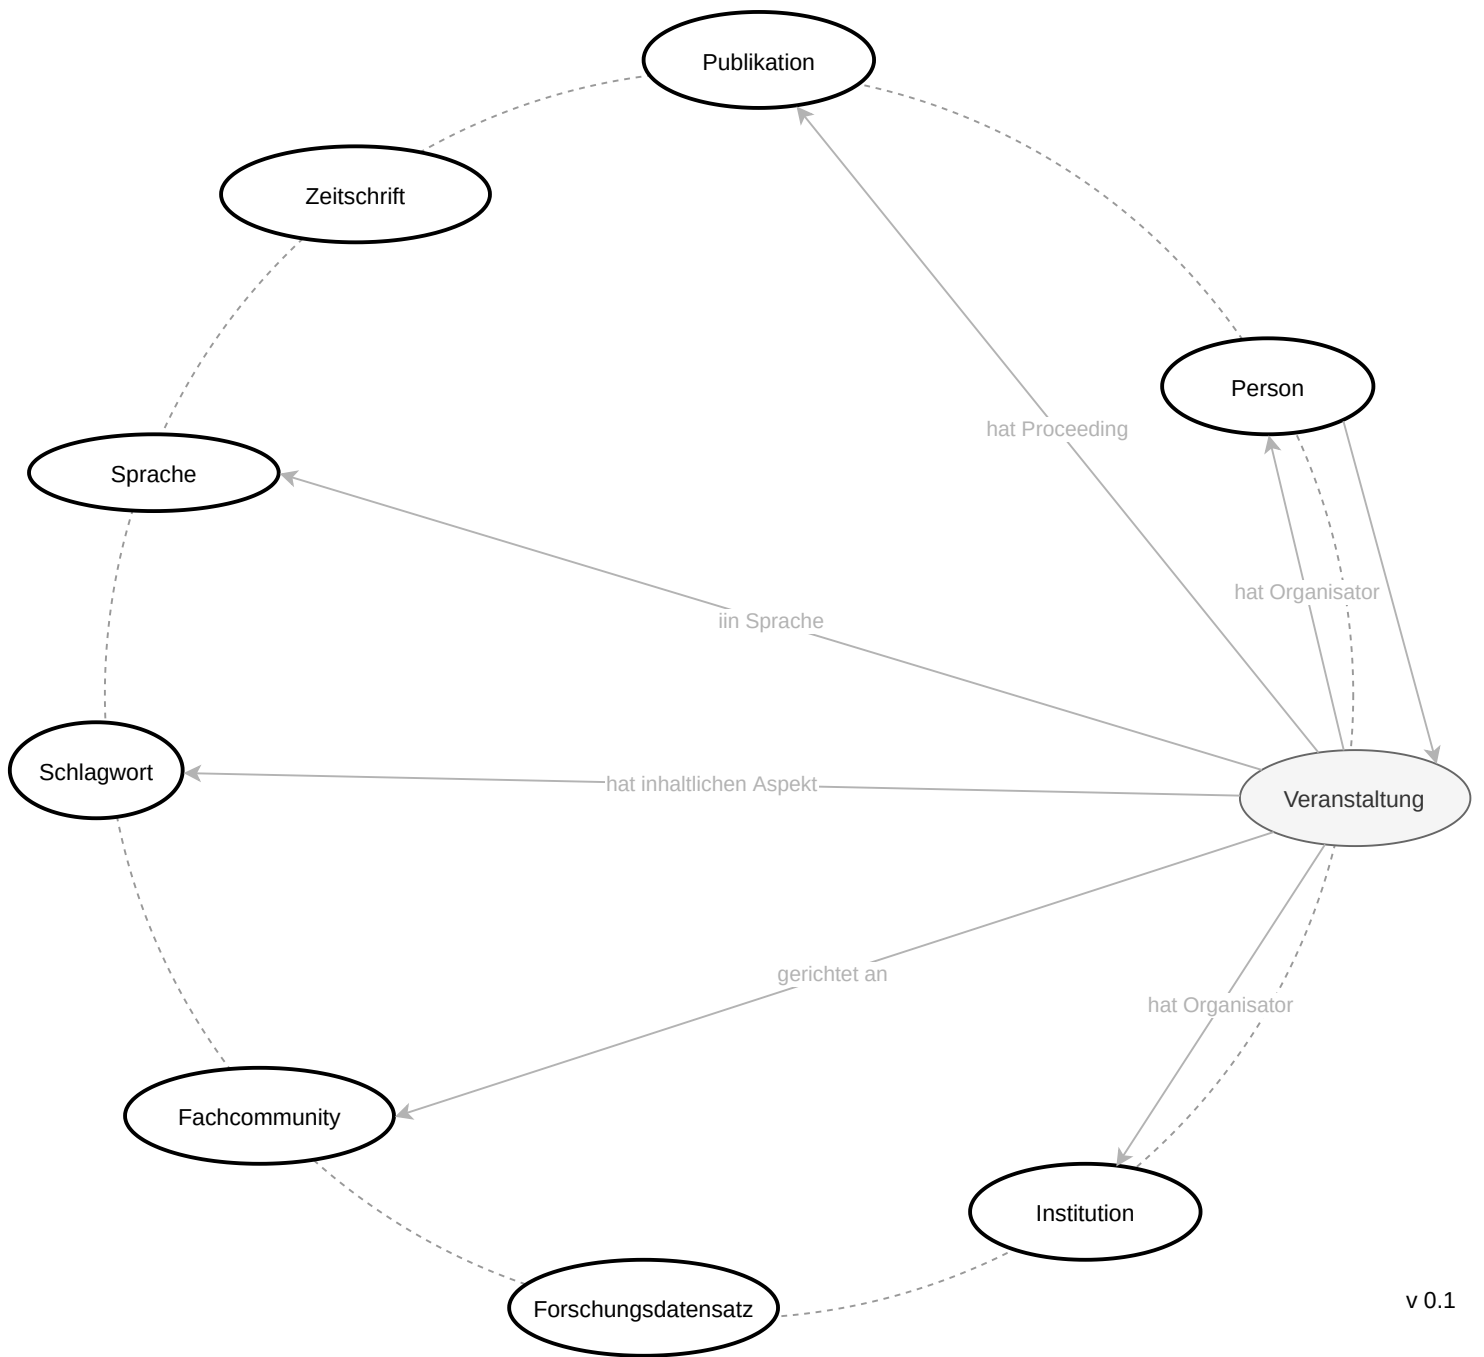 Publikation
Zeitschrift
Person
hat Proceeding
Sprache
hat Organisator
iin Sprache
Schlagwort
hat inhaltlichen Aspekt
Veranstaltung
gerichtet an
hat Organisator
Fachcommunity
Institution
Forschungsdatensatz
v 0.1